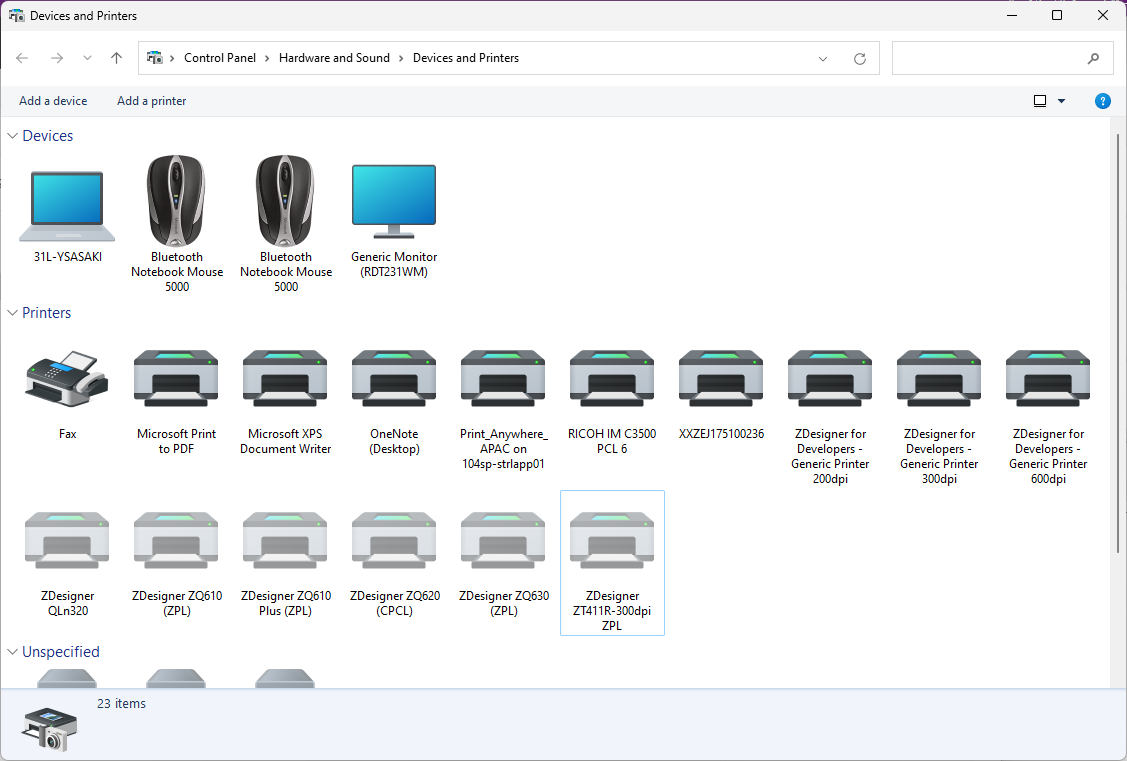 Devices and Printers
Control Panel > Hardware and Sound > Devices and Printers
Add a device
Add a printer
?
Devices
31L-YSASAKI
Bluetooth
Notebook Mouse
5000
Bluetooth
Notebook Mouse
5000
Generic Monitor
(RDT231WM)
Printers
Fax
Microsoft Print
to PDF
Microsoft XPS
Document Writer
OneNote
(Desktop)
Print_Anywhere_
APAC on
104sp-strlapp01
RICOH IM C3500
PCL 6
XXZEJ175100236
ZDesigner for
Developers -
Generic Printer
200dpi
ZDesigner for
Developers -
Generic Printer
300dpi
ZDesigner for
Developers -
Generic Printer
600dpi
ZDesigner
QLn320
ZDesigner ZQ610
(ZPL)
ZDesigner ZQ610
Plus (ZPL)
ZDesigner ZQ620
(CPCL)
ZDesigner ZQ630
(ZPL)
ZDesigner
ZT411R-300dpi
ZPL
Unspecified
23 items